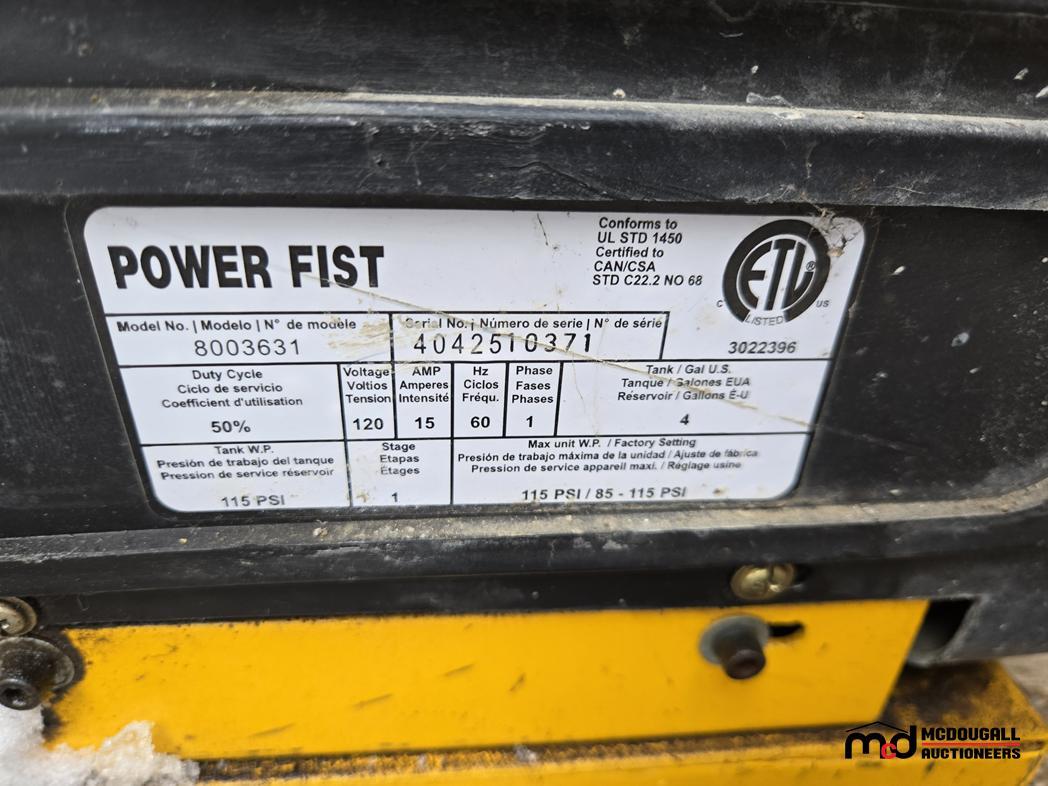 POWER FIST
Conforms to
UL STD 1450
Certified to
CAN/CSA
STD C22.2 NO 68
ETL ®
C US
LISTED
3022396
Model No. | Modelo | N° de modèle
8003631
Serial No. | Número de serie | N° de série
4042510371
Duty Cycle
Ciclo de servicio
Coefficient d'utilisation
50%
Voltage
Voltios
Tension
120
AMP
Amperes
Intensité
15
Hz
Ciclos
Fréqu.
60
Phase
Fases
Phases
1
Tank / Gal U.S.
Tanque / Galones EUA
Réservoir / Gallons É-U
4
Tank W.P.
Presión de trabajo del tanque
Pression de service réservoir
115 PSI
Stage
Etapas
Étages
1
Max unit W.P. / Factory Setting
Presión de trabajo máxima de la unidad / Ajuste de fábrica
Pression de service appareil maxi. / Réglage usine
115 PSI / 85 - 115 PSI
mcd MCDOUGALL
AUCTIONEERS